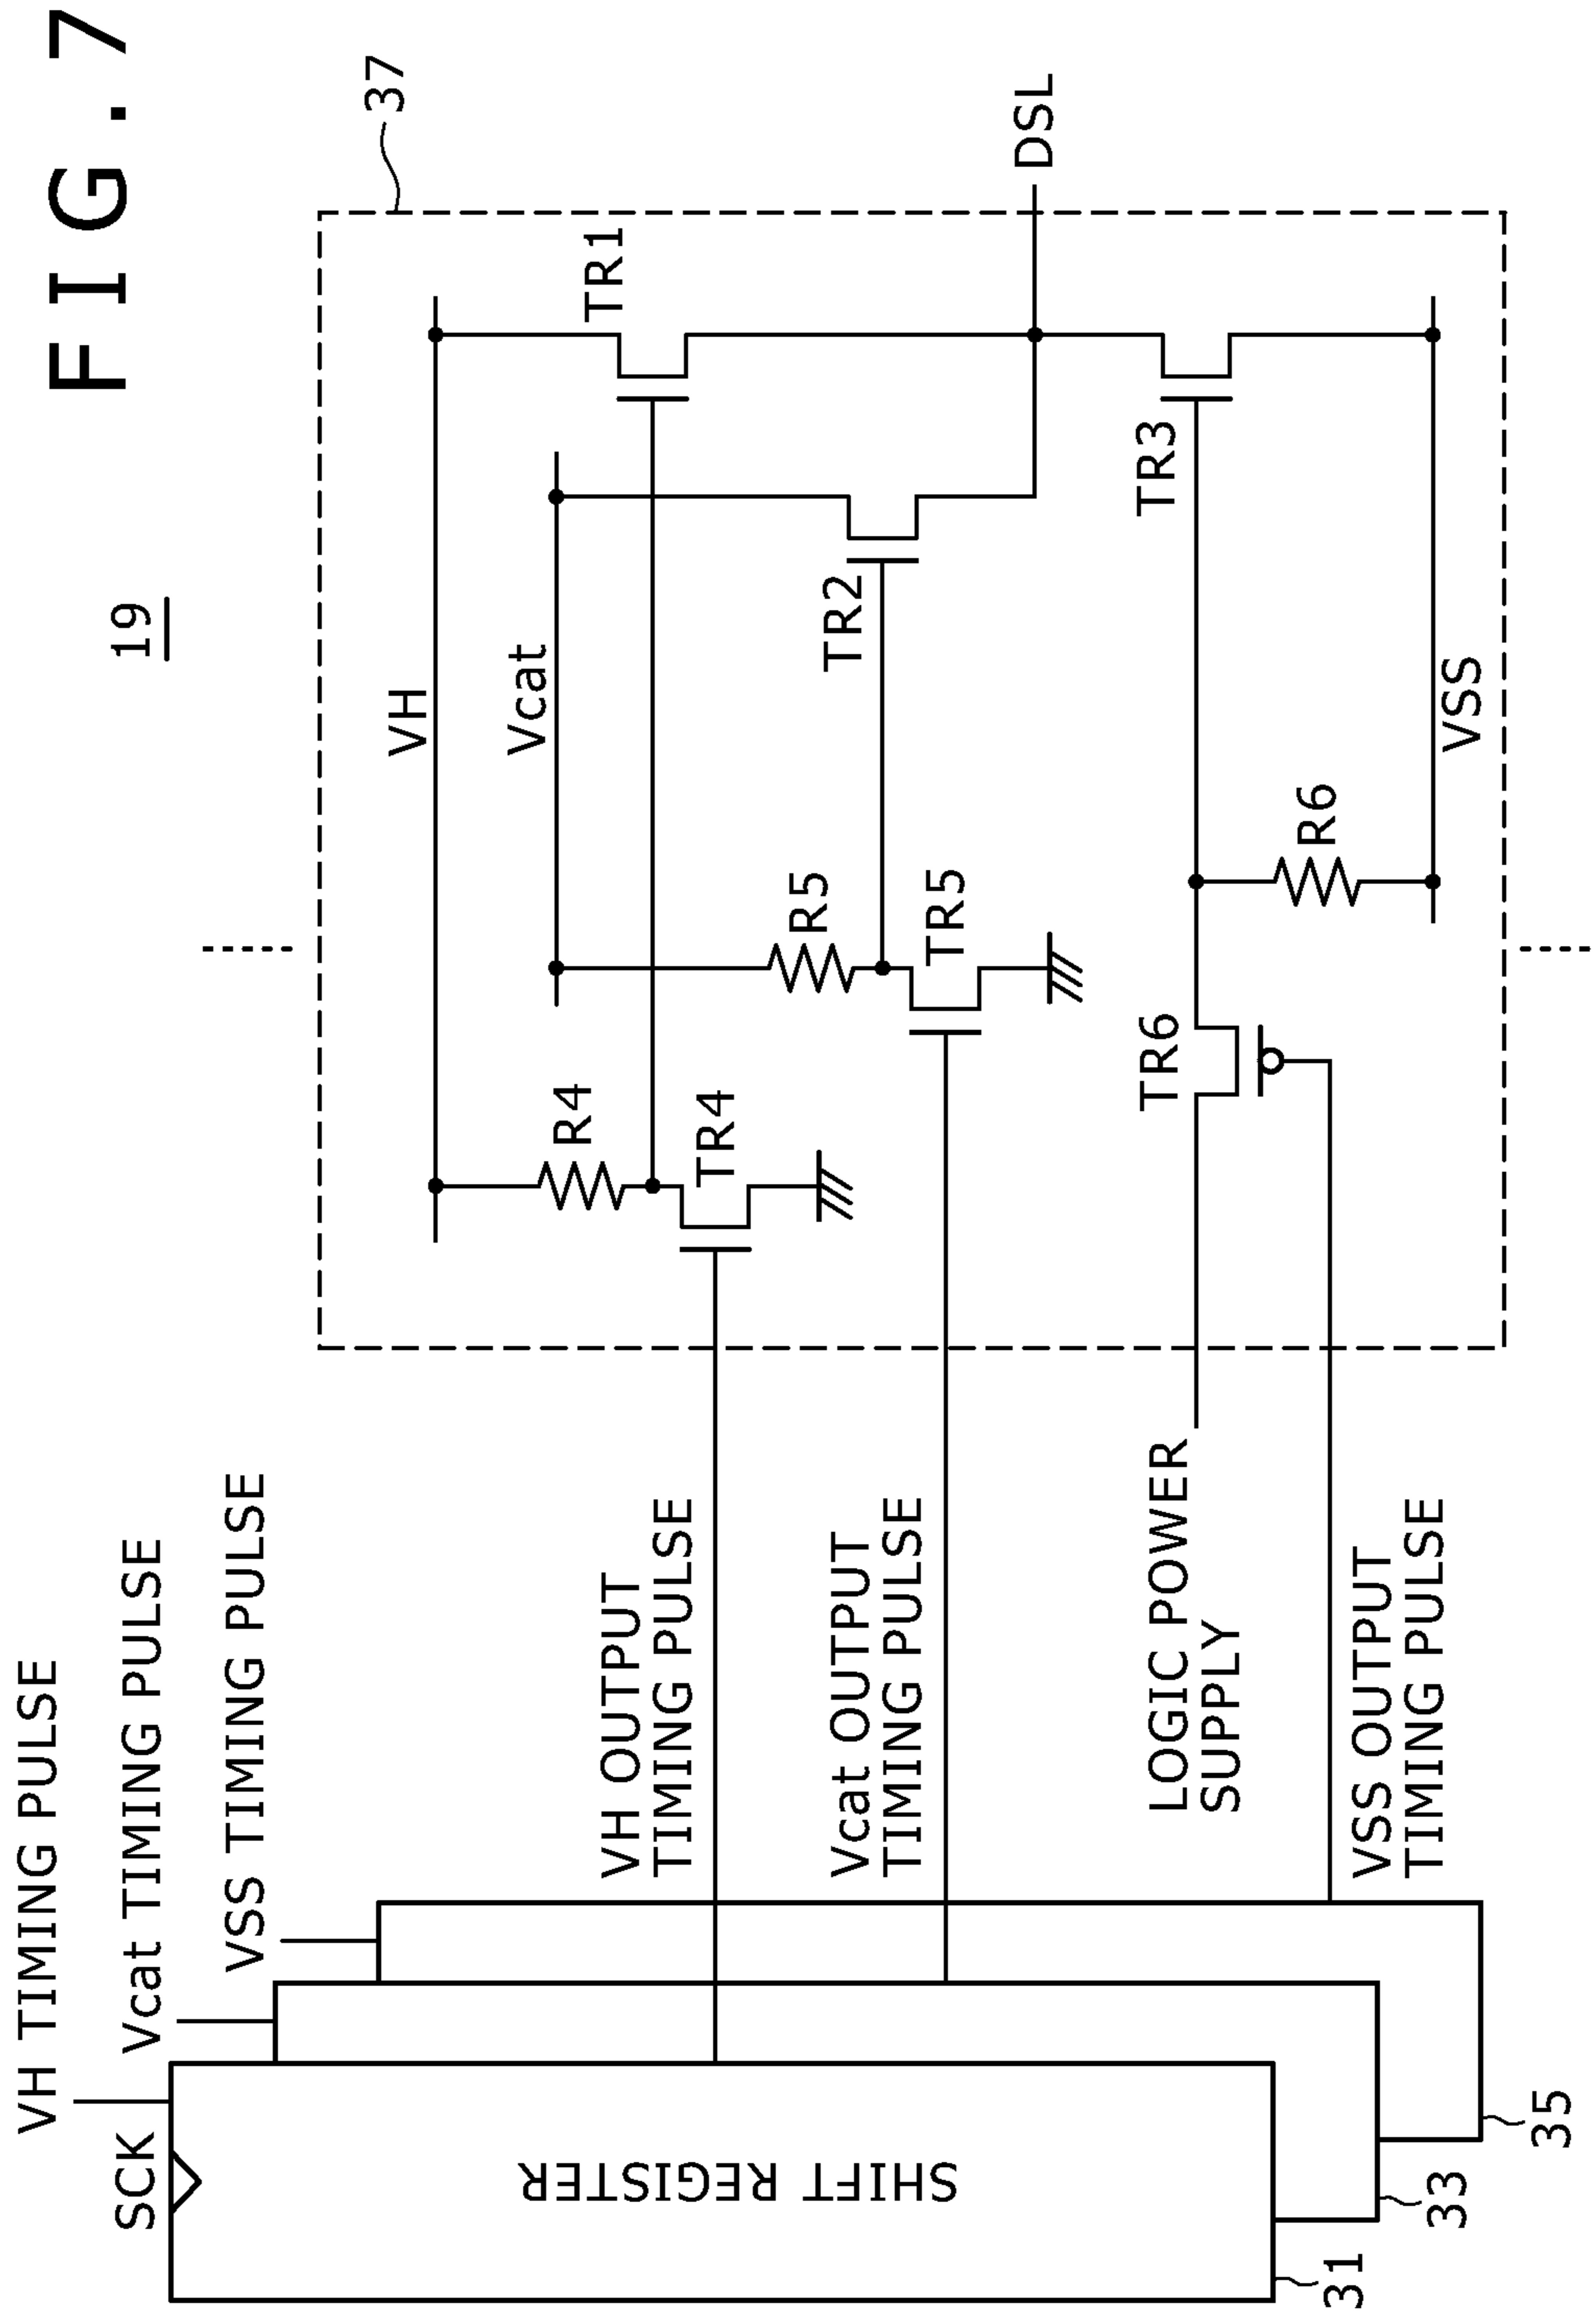 FIG.7
19
37
VH TIMING PULSE
Vcat TIMING PULSE
VSS TIMING PULSE
SCK
SHIFT REGISTER
31
33
35
VH OUTPUT
TIMING PULSE
Vcat OUTPUT
TIMING PULSE
LOGIC POWER
SUPPLY
VSS OUTPUT
TIMING PULSE
VH
Vcat
R4
TR4
R5
TR5
TR6
R6
TR1
TR2
TR3
VSS
DSL